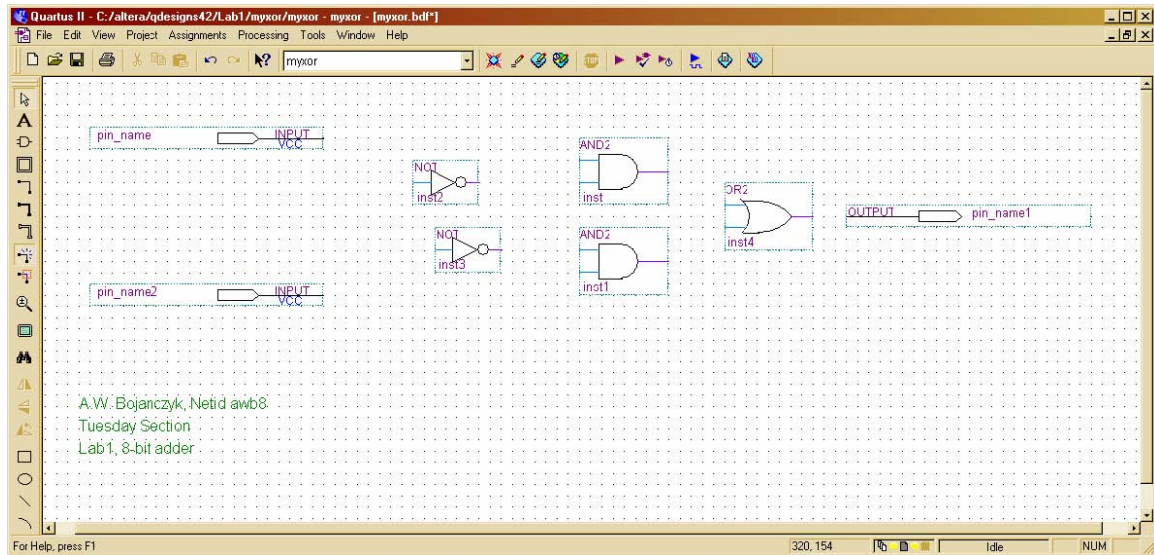 Quartus II - C:/altera/qdesigns42/Lab1/myxor/myxor - myxor - [myxor.bdf*]
File Edit View Project Assignments Processing Tools Window Help
myxor
pin_name
INPUT
VCC
AND2
NOT
inst2
inst
OR2
OUTPUT
pin_name1
NOT
AND2
inst4
inst3
inst1
pin_name2
INPUT
VCC
A.W. Bojanczyk, Netid awb8
Tuesday Section
Lab1, 8-bit adder
For Help, press F1
320, 154
Idle
NUM